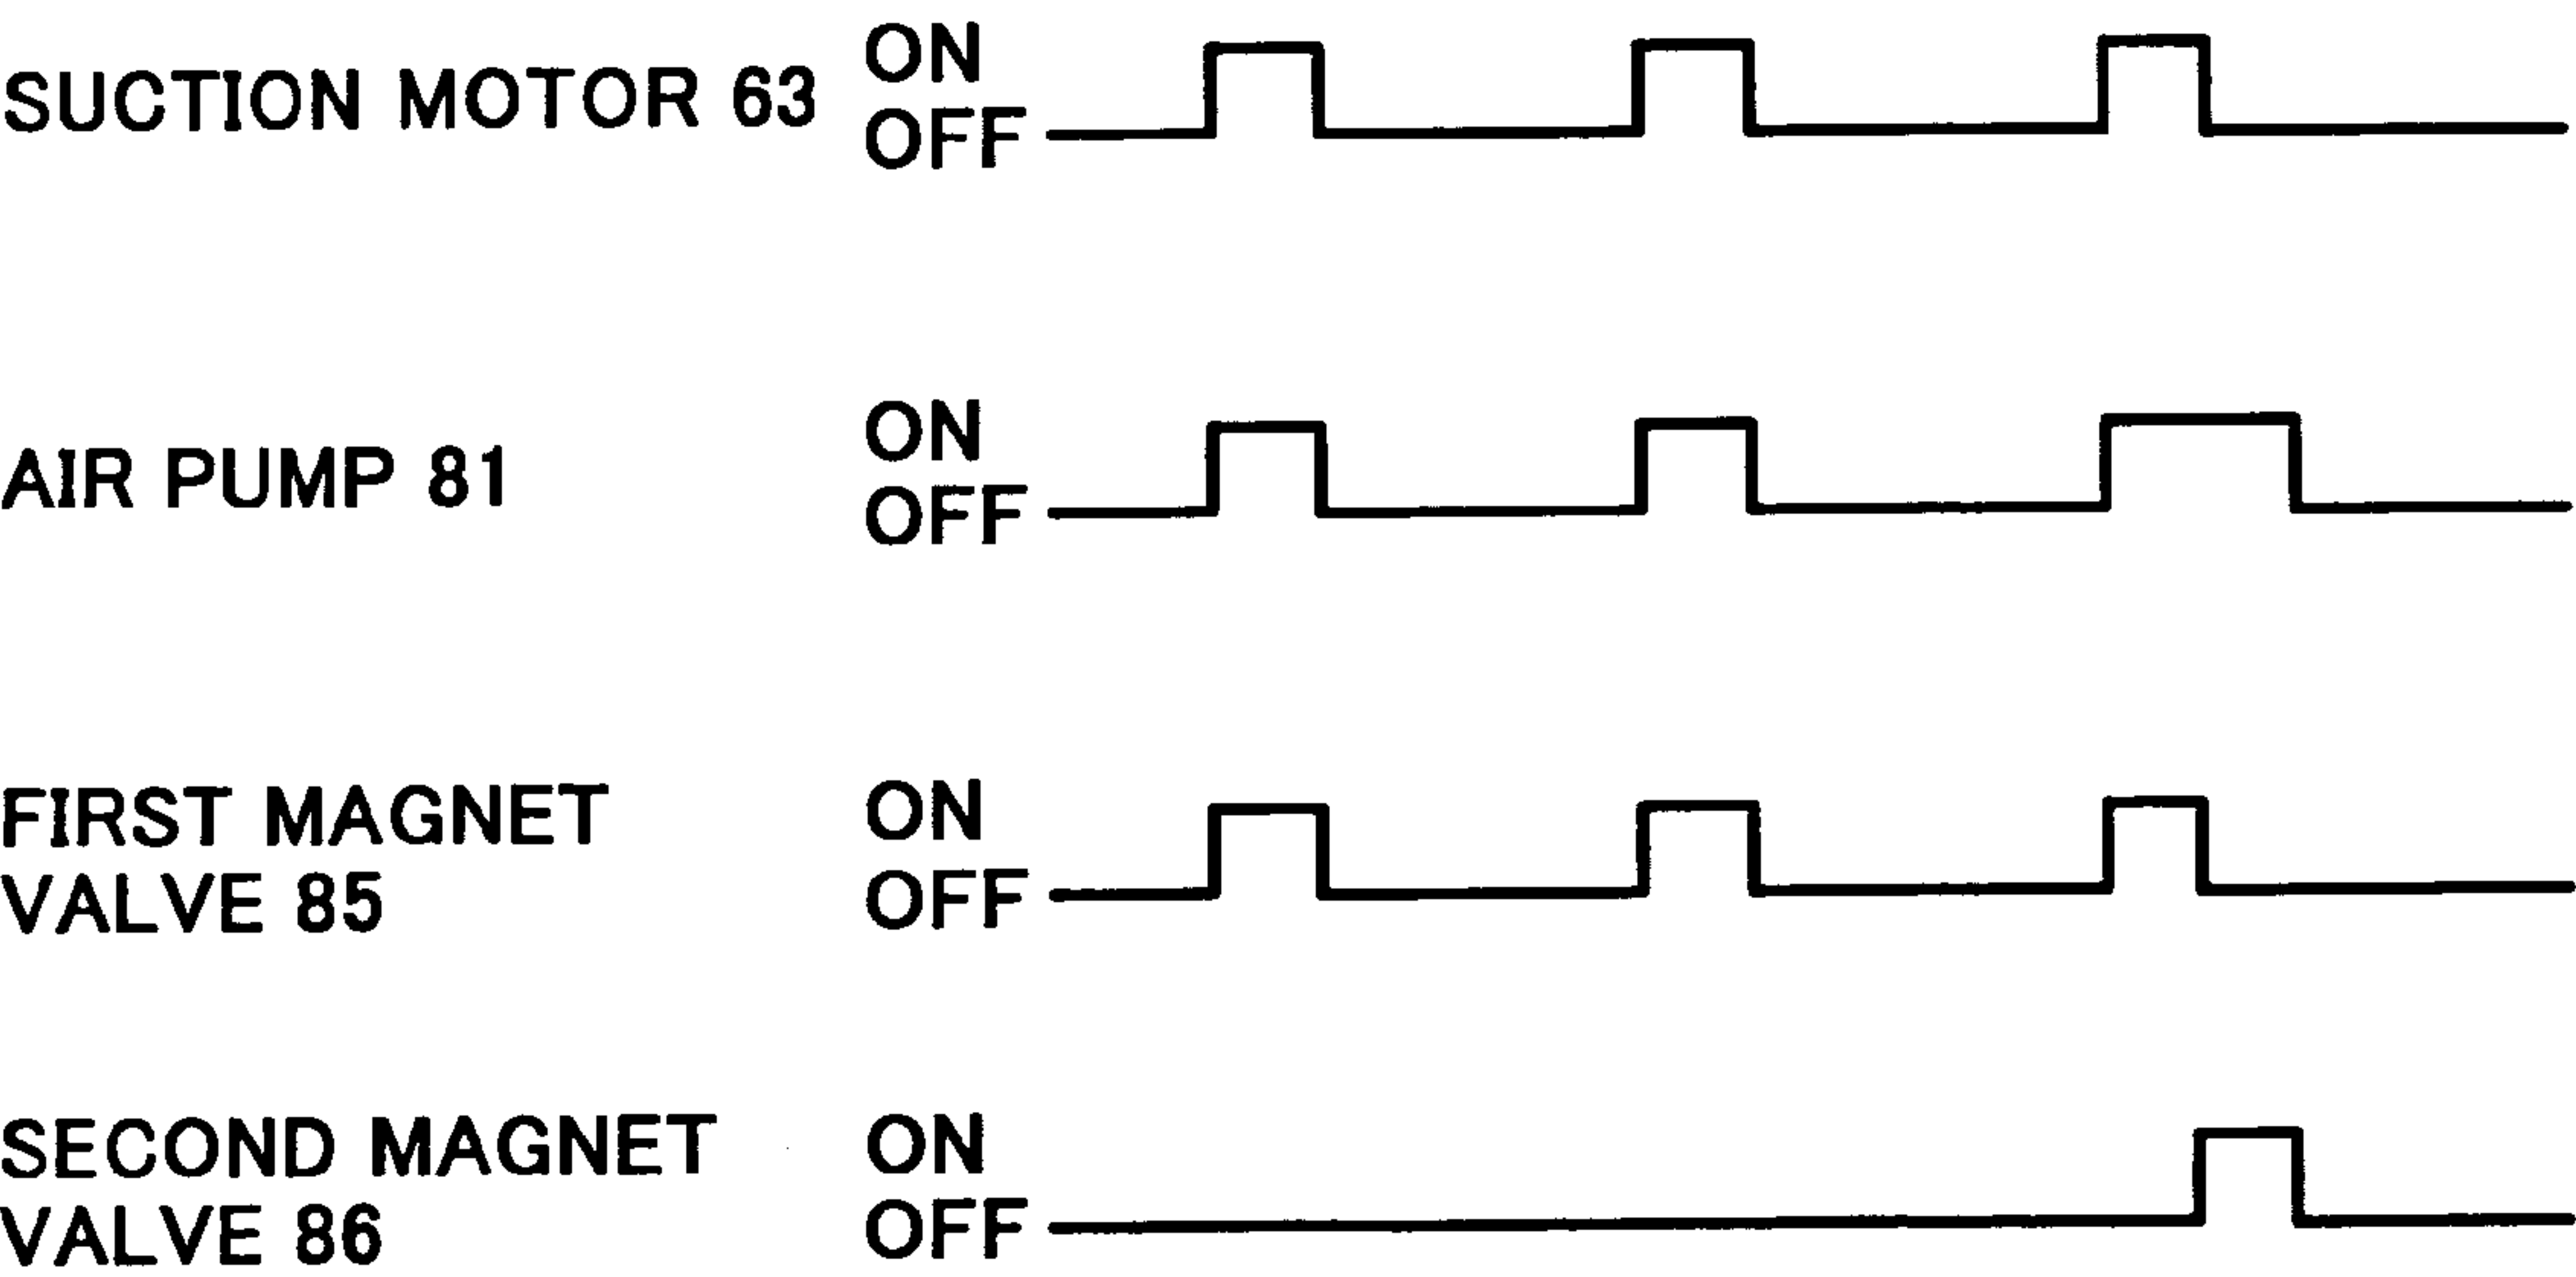 SUCTION MOTOR 63
ON
OFF
AIR PUMP 81
ON
OFF
FIRST MAGNET
VALVE 85
ON
OFF
SECOND MAGNET
VALVE 86
ON
OFF